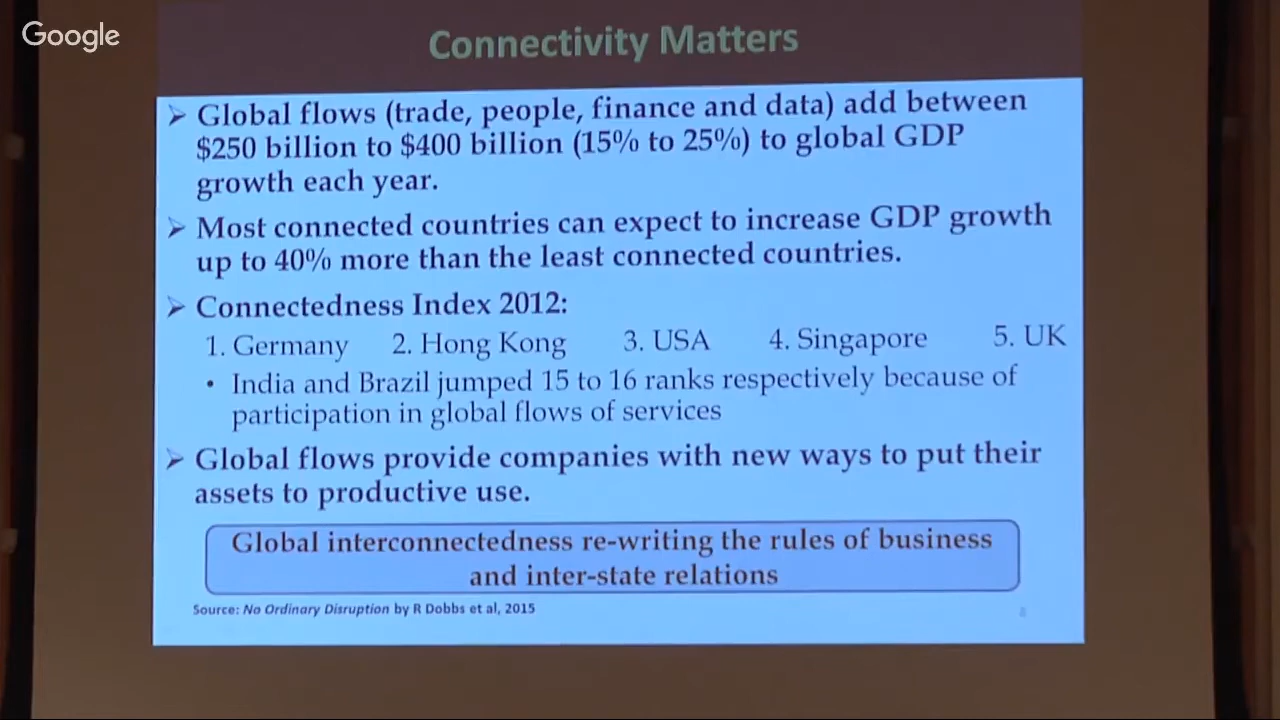 Google
Connectivity Matters
➢ Global flows (trade, people, finance and data) add between
$250 billion to $400 billion (15% to 25%) to global GDP
growth each year.
➢ Most connected countries can expect to increase GDP growth
up to 40% more than the least connected countries.
➢ Connectedness Index 2012:
1. Germany 2. Hong Kong 3. USA 4. Singapore 5. UK
• India and Brazil jumped 15 to 16 ranks respectively because of
participation in global flows of services
➢ Global flows provide companies with new ways to put their
assets to productive use.
Global interconnectedness re-writing the rules of business
and inter-state relations
Source: No Ordinary Disruption by R Dobbs et al, 2015
8